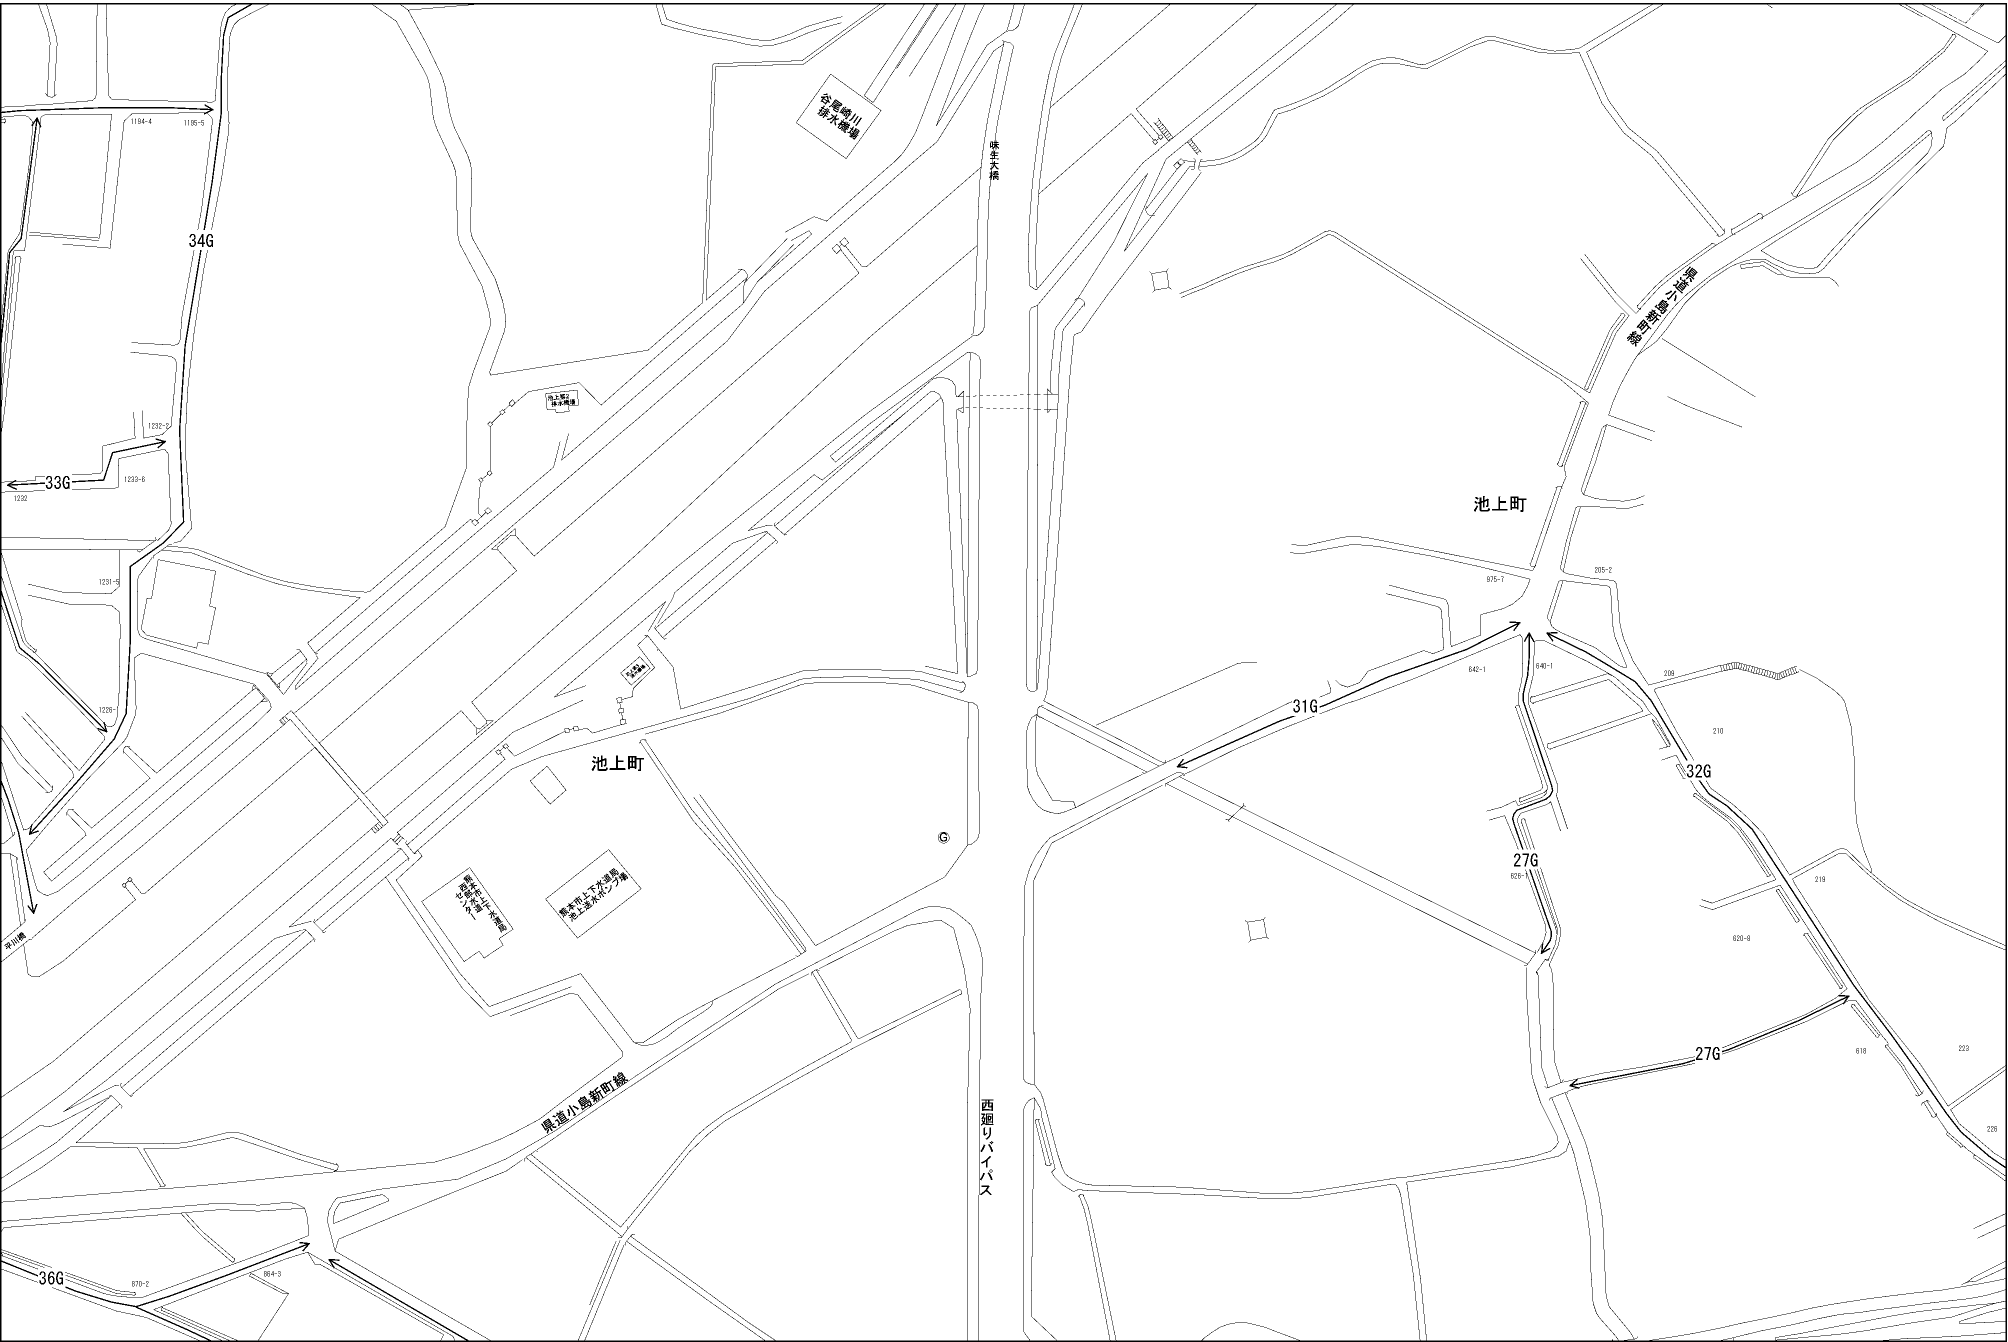 谷尾崎川
排水機場
1194-4
1195-5
味生大橋
34G
県道小島新町線
池上第2
排水機場
1232-2
33G
1233-6
1232
池上町
975-7
205-2
1231-5
642-1
640-1
209
31G
1226-
210
池上町
32G
G
27G
626-1
219
熊本市上下水道局
西部水道
センター
熊本市上下水道局
池上送水ポンプ場
平川橋
620-8
27G
618
223
県道小島新町線
西廻りバイパス
226
36G
870-2
864-3